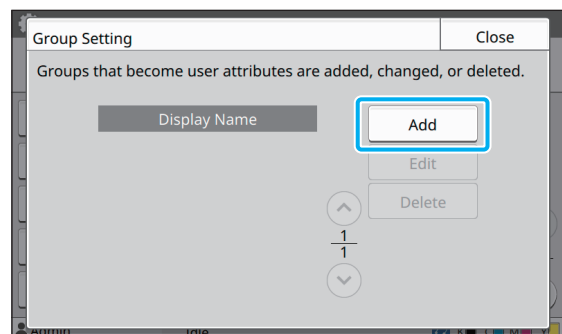 Group Setting
Close
Groups that become user attributes are added, changed, or deleted.
Display Name
Add
Edit
Delete
1
1
Admin
Idle